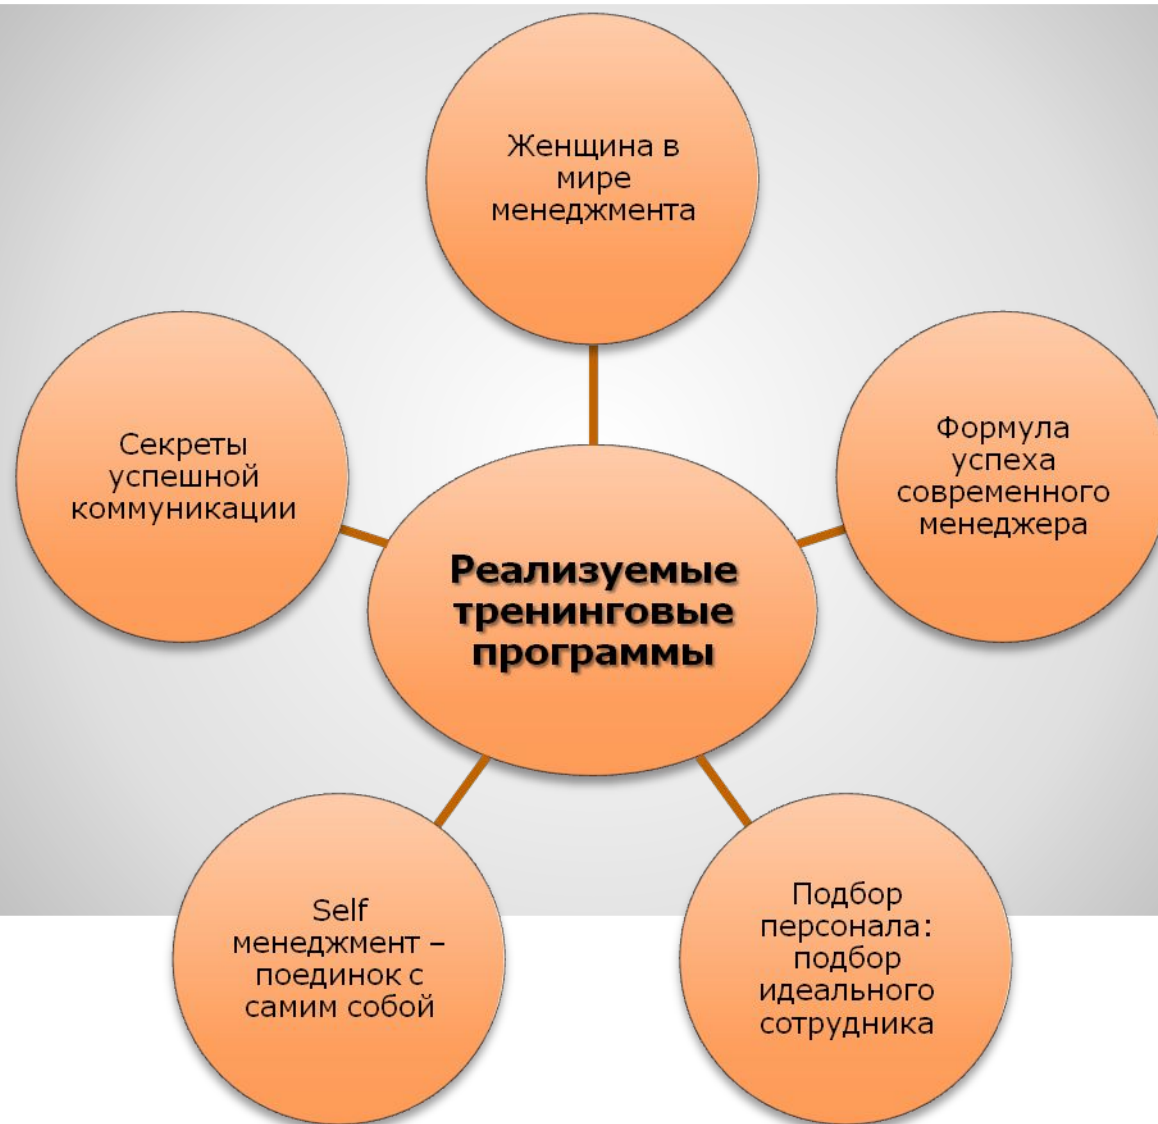 Женщина в
мире
менеджмента
Секреты
успешной
коммуникации
Формула
успеха
современного
менеджера
Реализуемые
тренинговые
программы
Self
менеджмент –
поединок с
самим собой
Подбор
персонала:
подбор
идеального
сотрудника